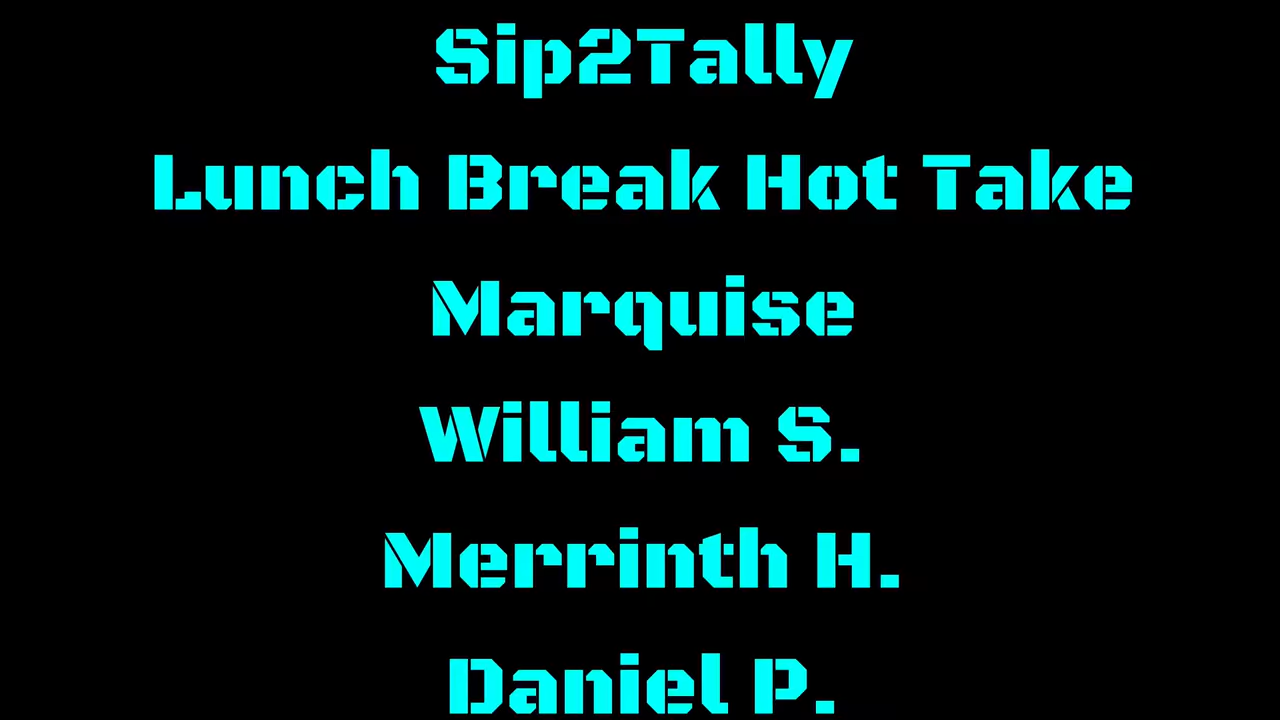 Sip2Tally
Lunch Break Hot Take
Marquise
William S.
Merrinth H.
Daniel P.